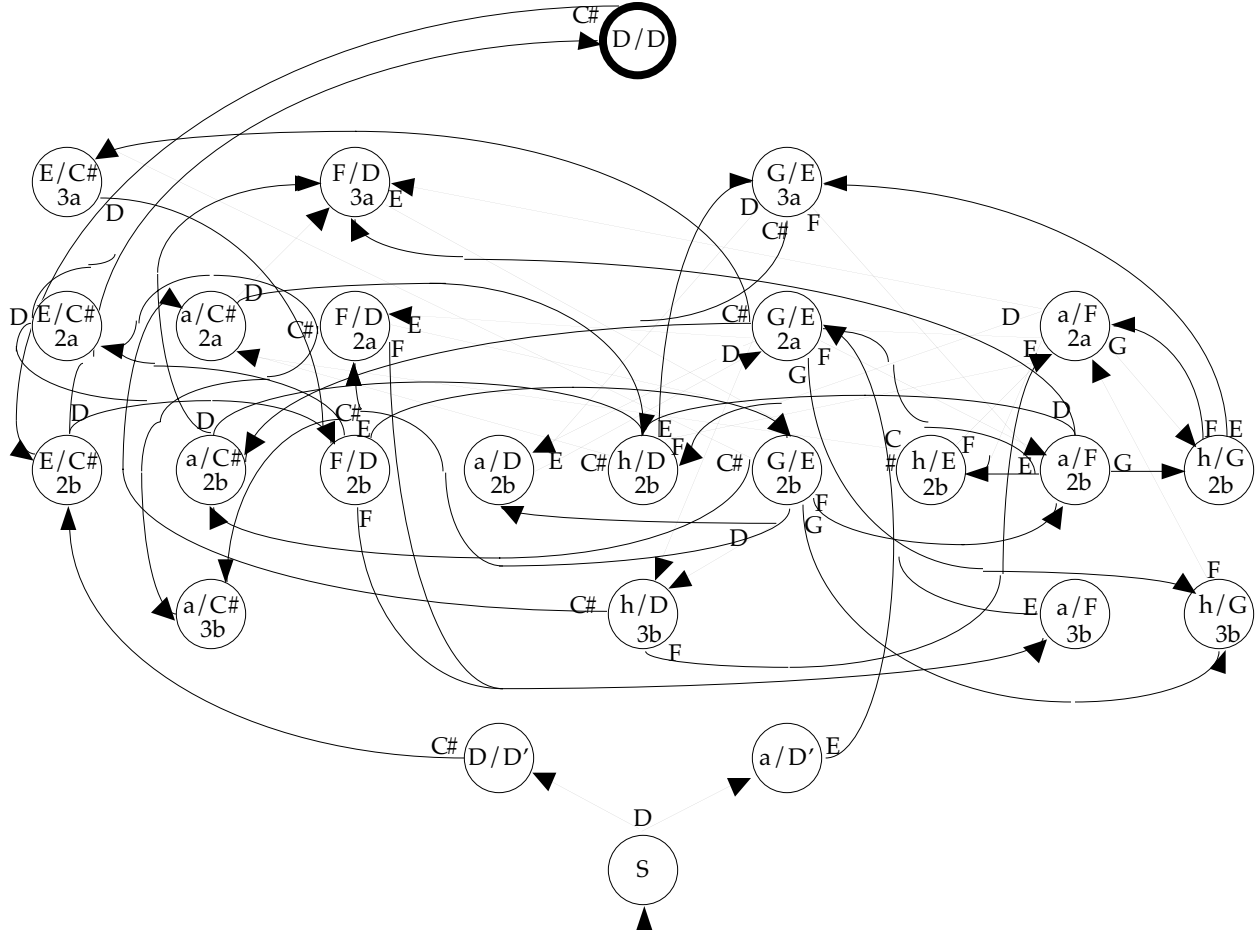 C#
D/D
E/C#
3a
D
F/D
3a
E
G/E
3a
D
C#
F
D
E/C#
2a
a/C#
2a
D
C#
F/D
2a
E
F
C#
G/E
2a
D
F
G
D
a/F
2a
E
G
D
E/C#
2b
D
a/C#
2b
C#
E
F/D
2b
F
a/D
2b
E
C#
h/D
2b
E
F
C#
G/E
2b
F
G
D
C
#
h/E
2b
F
D
E
a/F
2b
G
F
E
h/G
2b
a/C#
3b
C#
h/D
3b
F
E
a/F
3b
F
h/G
3b
C#
D/D'
a/D'
E
D
S